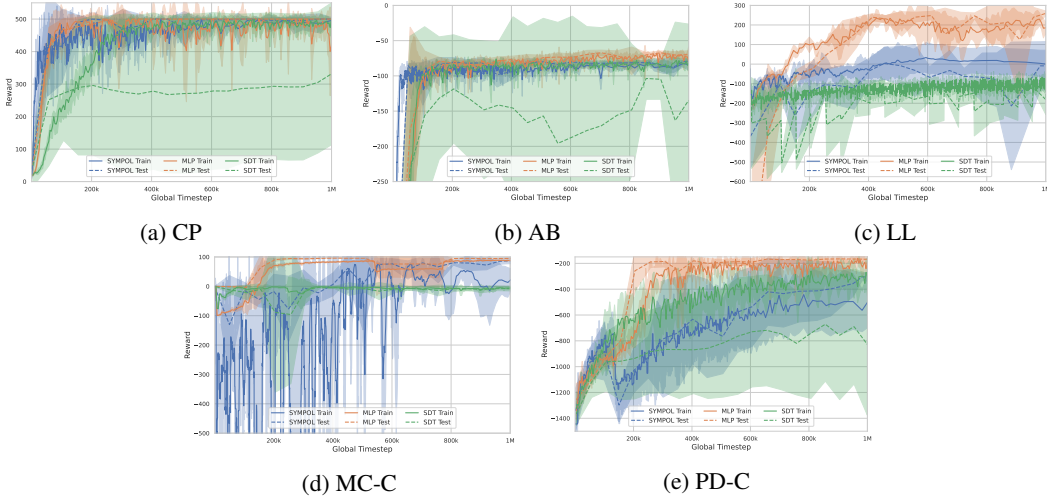 500
400
300
200
100
0
Reward
SYMPOL Train
SYMPOL Test
MLP Train
MLP Test
SDT Train
SDT Test
200k
400k
600k
800k
1M
Global Timestep
(a) CP
0
−50
−100
−150
−200
−250
Reward
SYMPOL Train
SYMPOL Test
MLP Train
MLP Test
SDT Train
SDT Test
200k
400k
600k
800k
1M
Global Timestep
(b) AB
300
200
100
0
−100
−200
−300
−400
−500
−600
Reward
SYMPOL Train
SYMPOL Test
MLP Train
MLP Test
SDT Train
SDT Test
200k
400k
600k
800k
1M
Global Timestep
(c) LL
100
0
−100
−200
−300
−400
−500
Reward
SYMPOL Train
SYMPOL Test
MLP Train
MLP Test
SDT Train
SDT Test
200k
400k
600k
800k
1M
Global Timestep
(d) MC-C
−200
−400
−600
−800
−1000
−1200
−1400
Reward
SYMPOL Train
SYMPOL Test
MLP Train
MLP Test
SDT Train
SDT Test
200k
400k
600k
800k
1M
Global Timestep
(e) PD-C